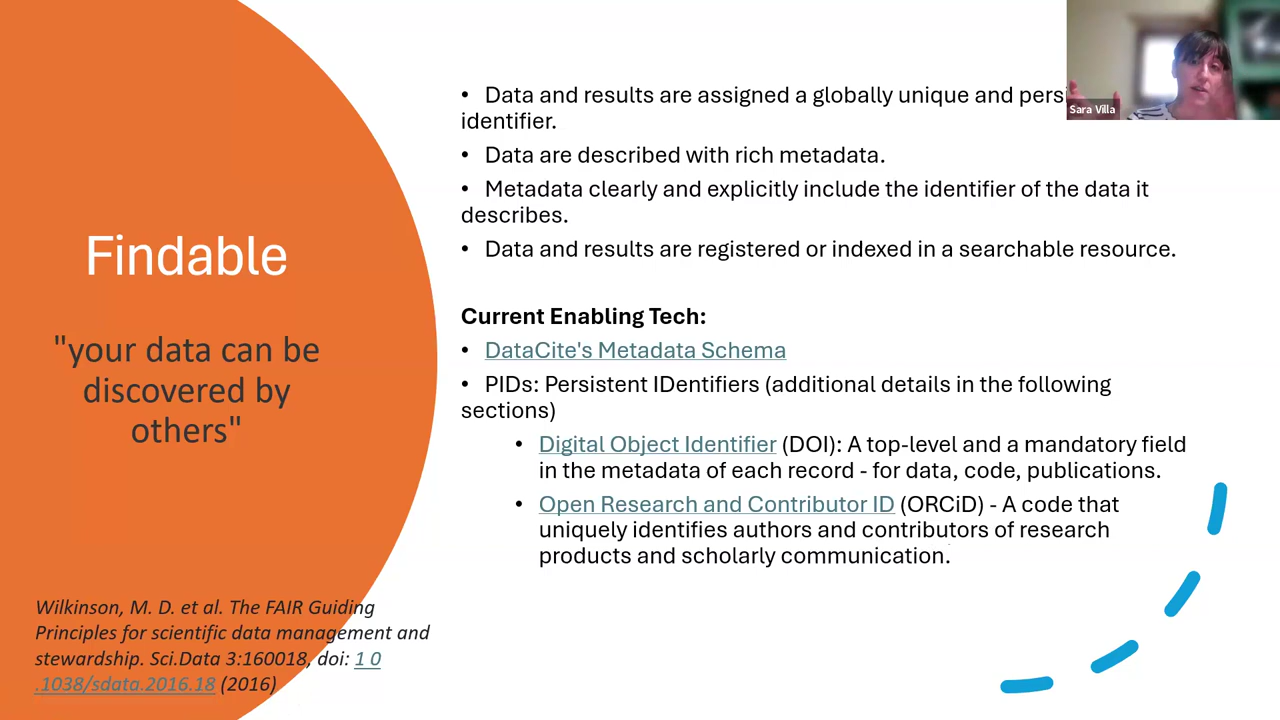 Findable
"your data can be
discovered by
others"
Wilkinson, M. D. et al. The FAIR Guiding
Principles for scientific data management and
stewardship. Sci.Data 3:160018, doi: 1 0
.1038/sdata.2016.18 (2016)
• Data and results are assigned a globally unique and
identifier.
• Data are described with rich metadata.
• Metadata clearly and explicitly include the identifier of the data it
describes.
• Data and results are registered or indexed in a searchable resource.
Current Enabling Tech:
• DataCite's Metadata Schema
• PIDs: Persistent IDentifiers (additional details in the following
sections)
• Digital Object Identifier (DOI): A top-level and a mandatory field
in the metadata of each record - for data, code, publications.
• Open Research and Contributor ID (ORCiD) - A code that
uniquely identifies authors and contributors of research
products and scholarly communication.
Sara Villa